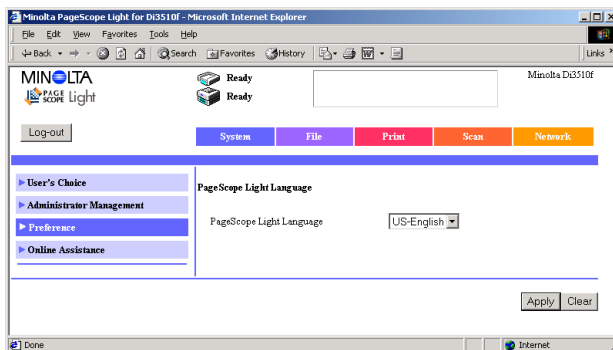 Minolta PageScope Light for Di3510f - Microsoft Internet Explorer
File Edit View Favorites Tools Help
Back Search Favorites History Links
MINOLTA
PAGE SCOPE Light
Ready
Ready
Minolta Di3510f
Log-out
System File Print Scan Network
User's Choice
Administrator Management
Preference
Online Assistance
PageScope Light Language
PageScope Light Language US-English
Apply Clear
Done Internet